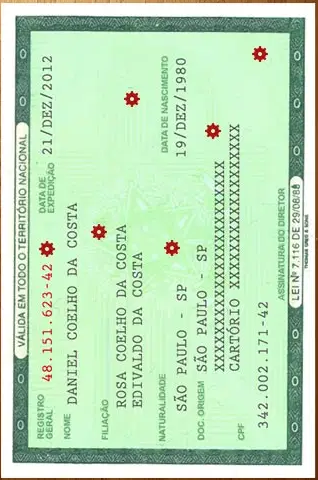 VÁLIDA EM TODO O TERRITÓRIO NACIONAL
REGISTRO GERAL 48.151.623-42 DATA DE EXPEDIÇÃO 21/DEZ/2012
NOME DANIEL COELHO DA COSTA
FILIAÇÃO
ROSA COELHO DA COSTA
EDIVALDO DA COSTA
NATURALIDADE DATA DE NASCIMENTO
SÃO PAULO - SP 19/DEZ/1980
DOC. ORIGEM SÃO PAULO - SP
XXXXXXXXXXXXXXXXXXXXXXXXX
CARTÓRIO XXXXXXXXXXXXXXXX
CPF
342.002.171-42
ASSINATURA DO DIRETOR
LEI Nº 7.116 DE 29/08/83